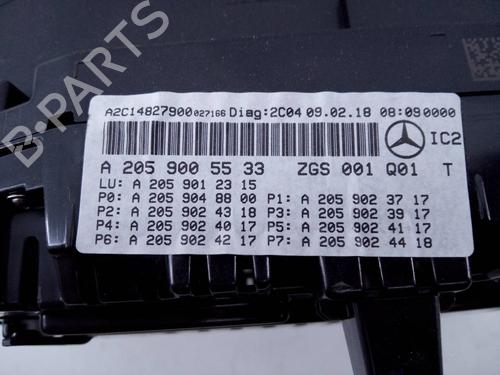 B-PARTS
A2C14827900027166 Diag:2C04 09.02.18 08:090000
IC2
A 205 900 55 33 ZGS 001 Q01 T
LU: A 205 901 23 15
P0: A 205 904 88 00 P1: A 205 902 37 17
P2: A 205 902 43 18 P3: A 205 902 39 17
P4: A 205 902 40 17 P5: A 205 902 41 17
P6: A 205 902 42 17 P7: A 205 902 44 18